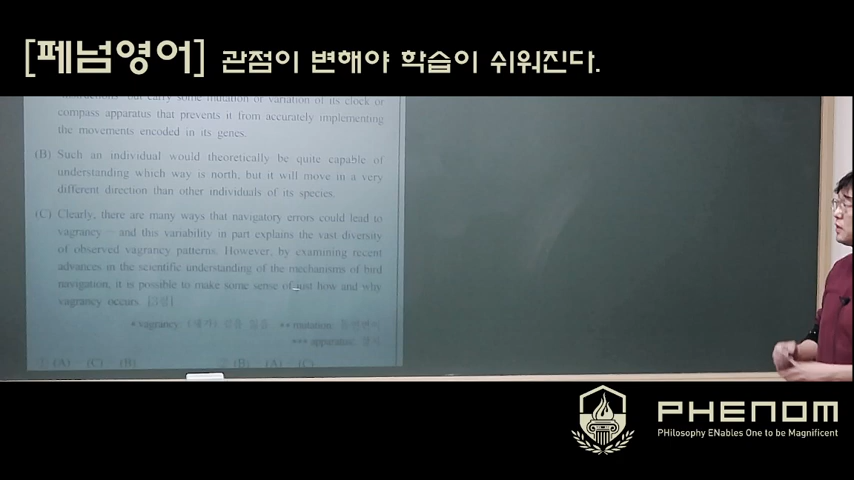 [페넘영어] 관점이 변해야 학습이 쉬워진다.
instructions but carry some mutation or variation of its clock or
compass apparatus that prevents it from accurately implementing
the movements encoded in its genes.
(B) Such an individual would theoretically be quite capable of
understanding which way is north, but it will move in a very
different direction than other individuals of its species.
(C) Clearly, there are many ways that navigatory errors could lead to
vagrancy – and this variability in part explains the vast diversity
of observed vagrancy patterns. However, by examining recent
advances in the scientific understanding of the mechanisms of bird
navigation, it is possible to make some sense of just how and why
vagrancy occurs. [3점]
* vagrancy: ** mutation: 돌연변이
*** apparatus:
(A) - (C) - (B) ② (B) - (A) - (C)
PHENOM
PHilosophy ENables One to be Magnificent